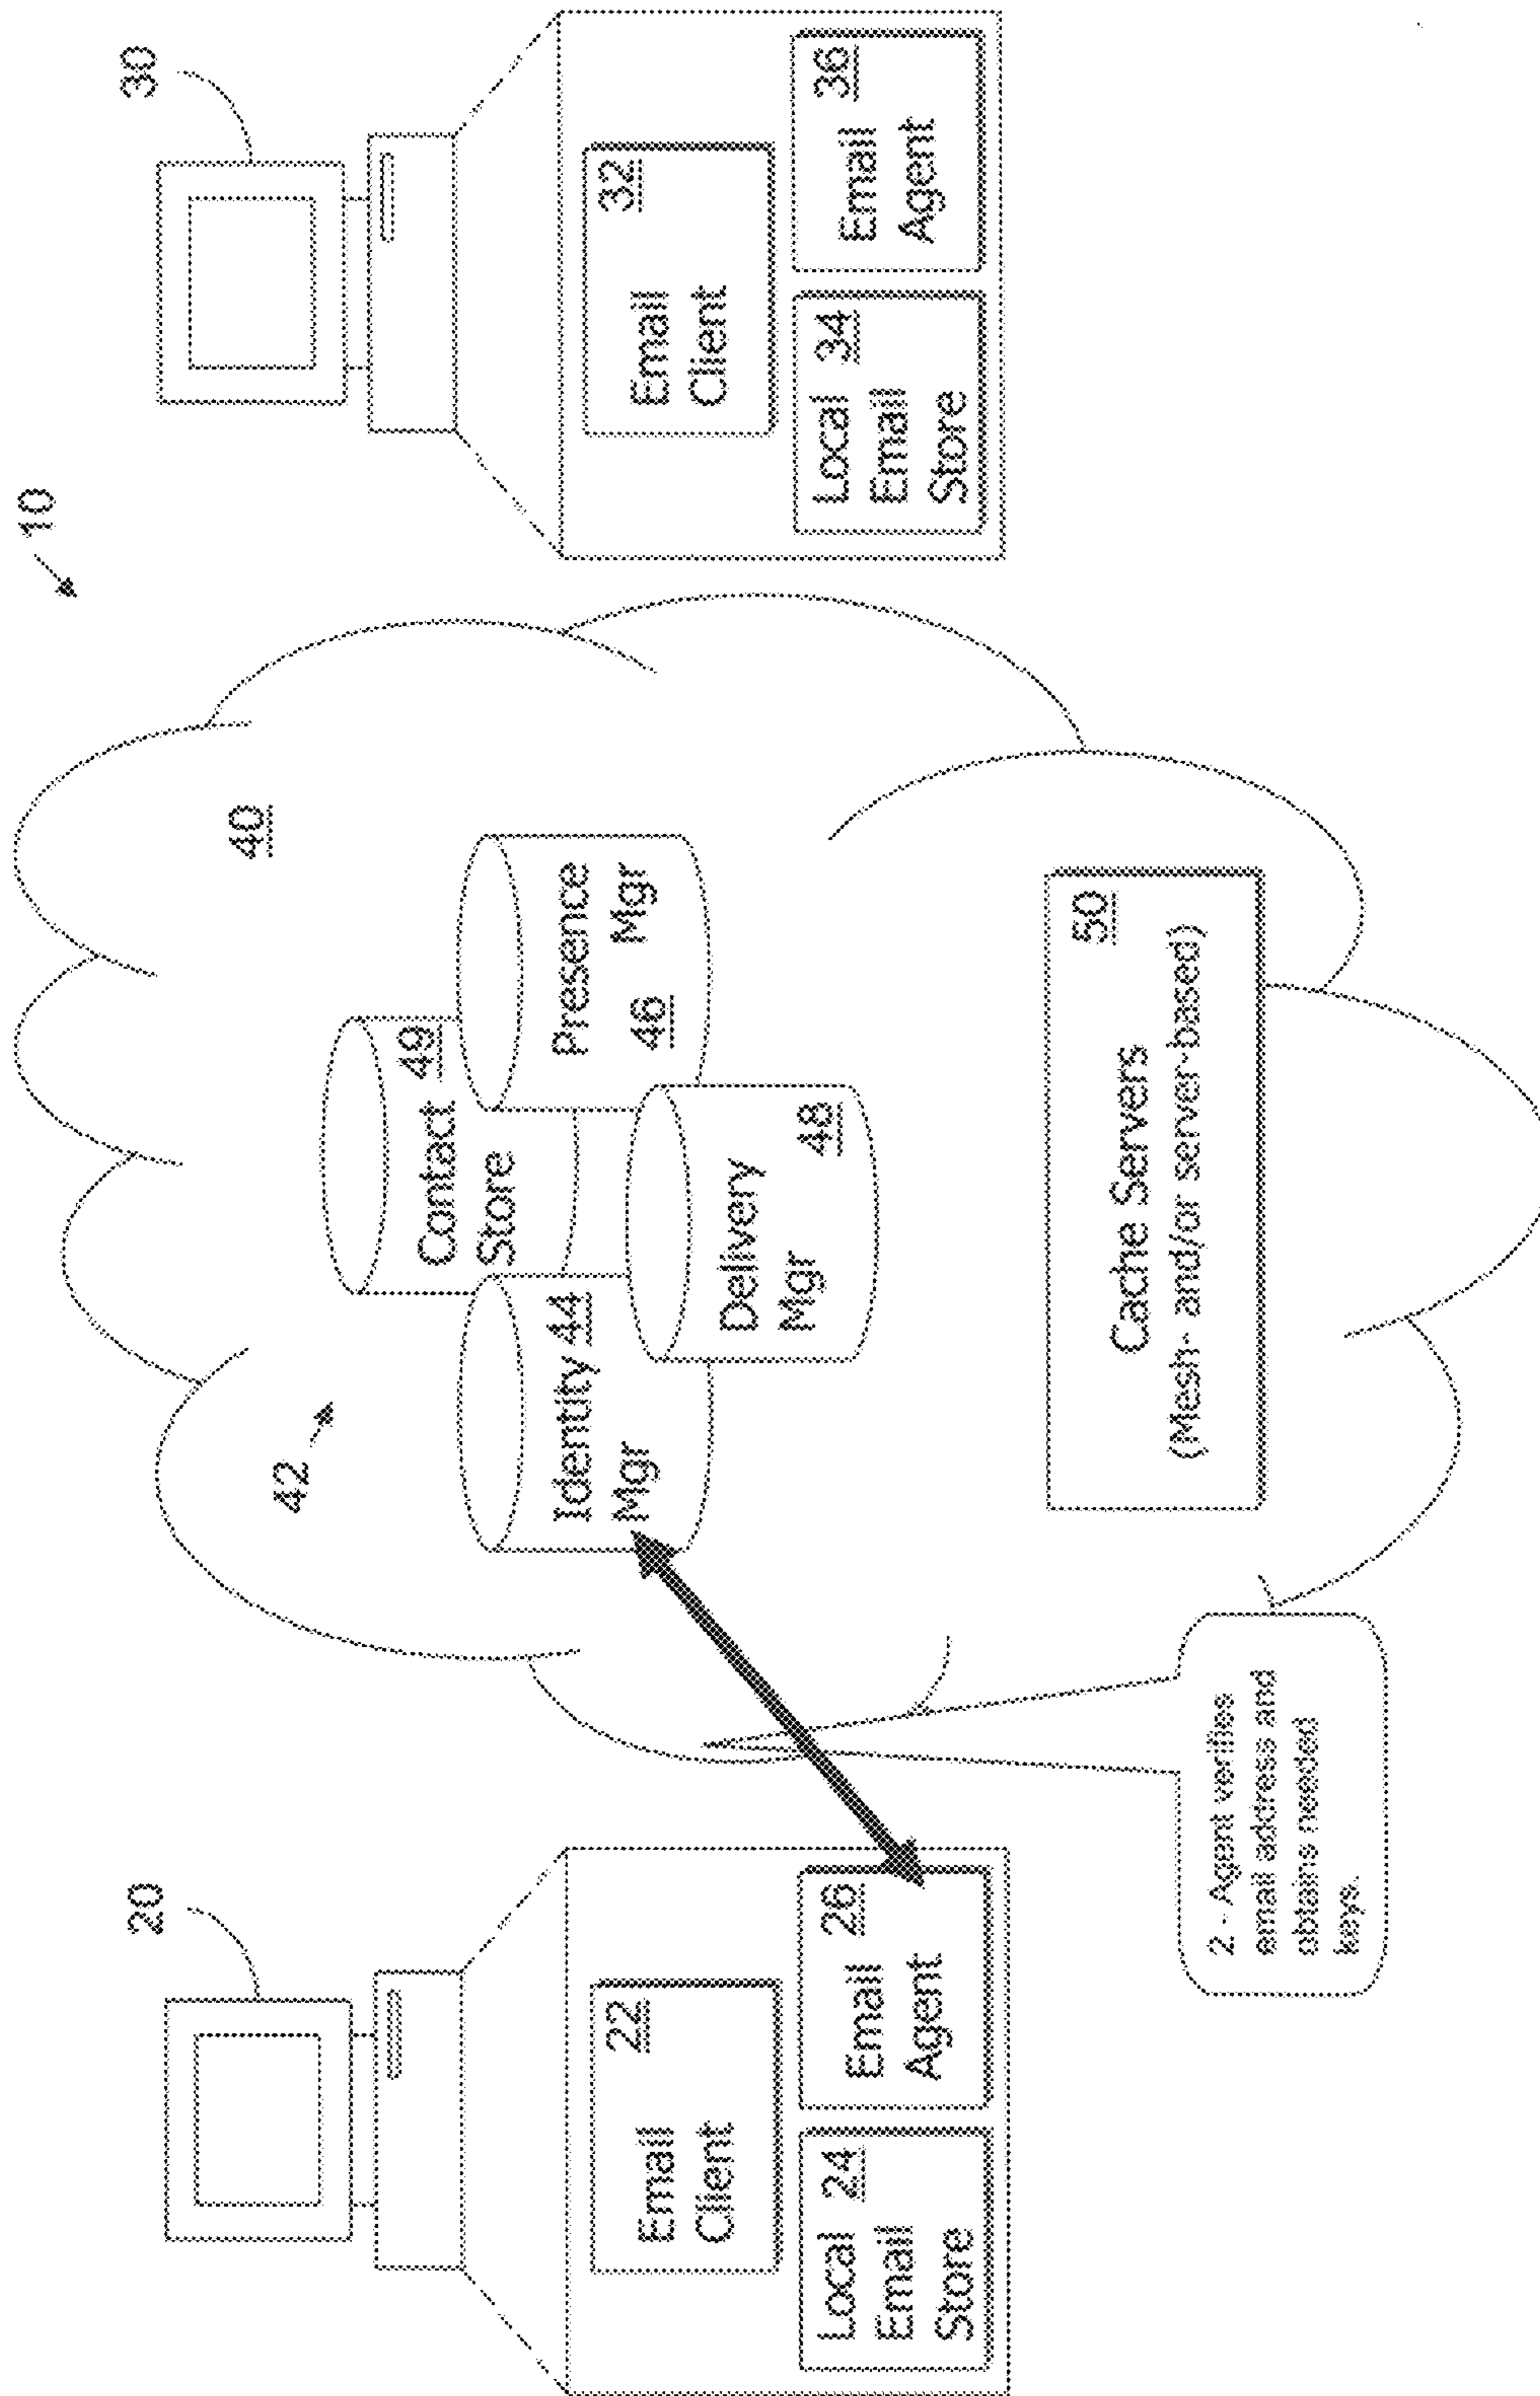 10
20
Email
Client
22
Local
Email
Store
24
Email
Agent
26
42
40
Contact
Store
49
Identity
Mgr
44
Presence
Mgr
46
Delivery
Mgr
48
Cache Servers
(Mesh- and/or server-based)
50
2 - Agent verifies
email address and
obtains needed
keys.
30
Email
Client
32
Local
Email
Store
34
Email
Agent
36